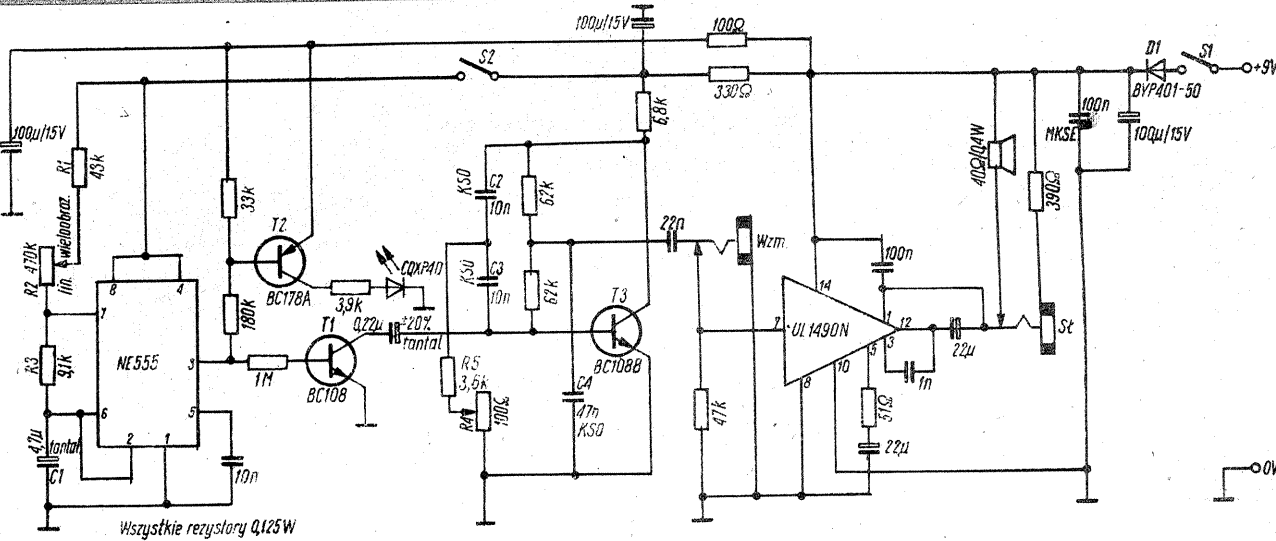 100µ/15V
100Ω
S2
330Ω
D1
S1
+9V
BYP401-50
100µ/15V
R1
43k
6,8k
40Ω/0,4W
100n
MKSE
100µ/15V
390Ω
33k
KSO
C2
10n
62k
R2 470k
lin.
wieloobraz.
T2
BC178A
CQXP40
3,9k
22n
Wzm.
KSO
C3
10n
62k
100n
8
4
7
NE555
3
6
5
2
1
180k
T1
0,22µ
±20%
tantal
T3
BC108B
7
14
UL1490N
1
12
3
5
10
8
22µ
St
1n
R3
9,1k
1M
BC108
R5
3,6k
R4
100Ω
C4
47n
KSO
47k
51Ω
22µ
4,7µ
tantal
C1
10n
0V
Wszystkie rezystory 0,125W